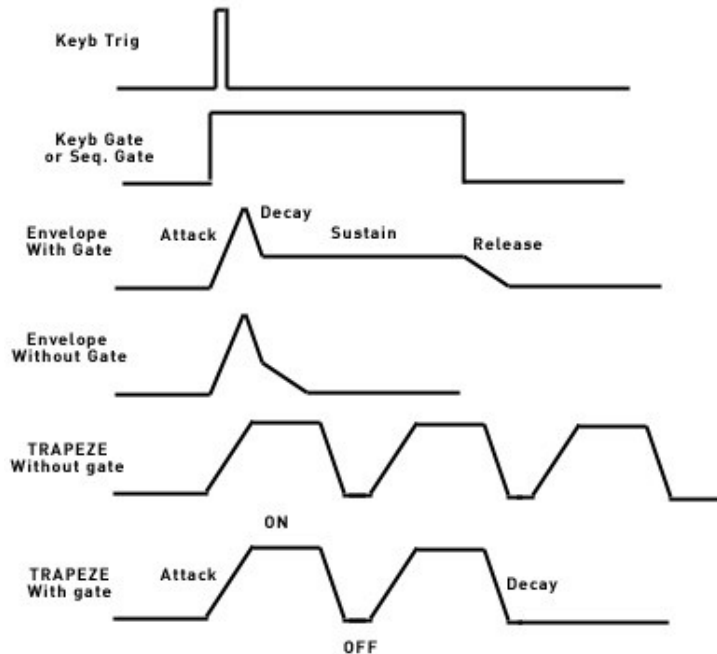 Keyb Trig
Keyb Gate
or Seq. Gate
Envelope
With Gate
Attack
Decay
Sustain
Release
Envelope
Without Gate
TRAPEZE
Without gate
ON
TRAPEZE
With gate
Attack
Decay
OFF